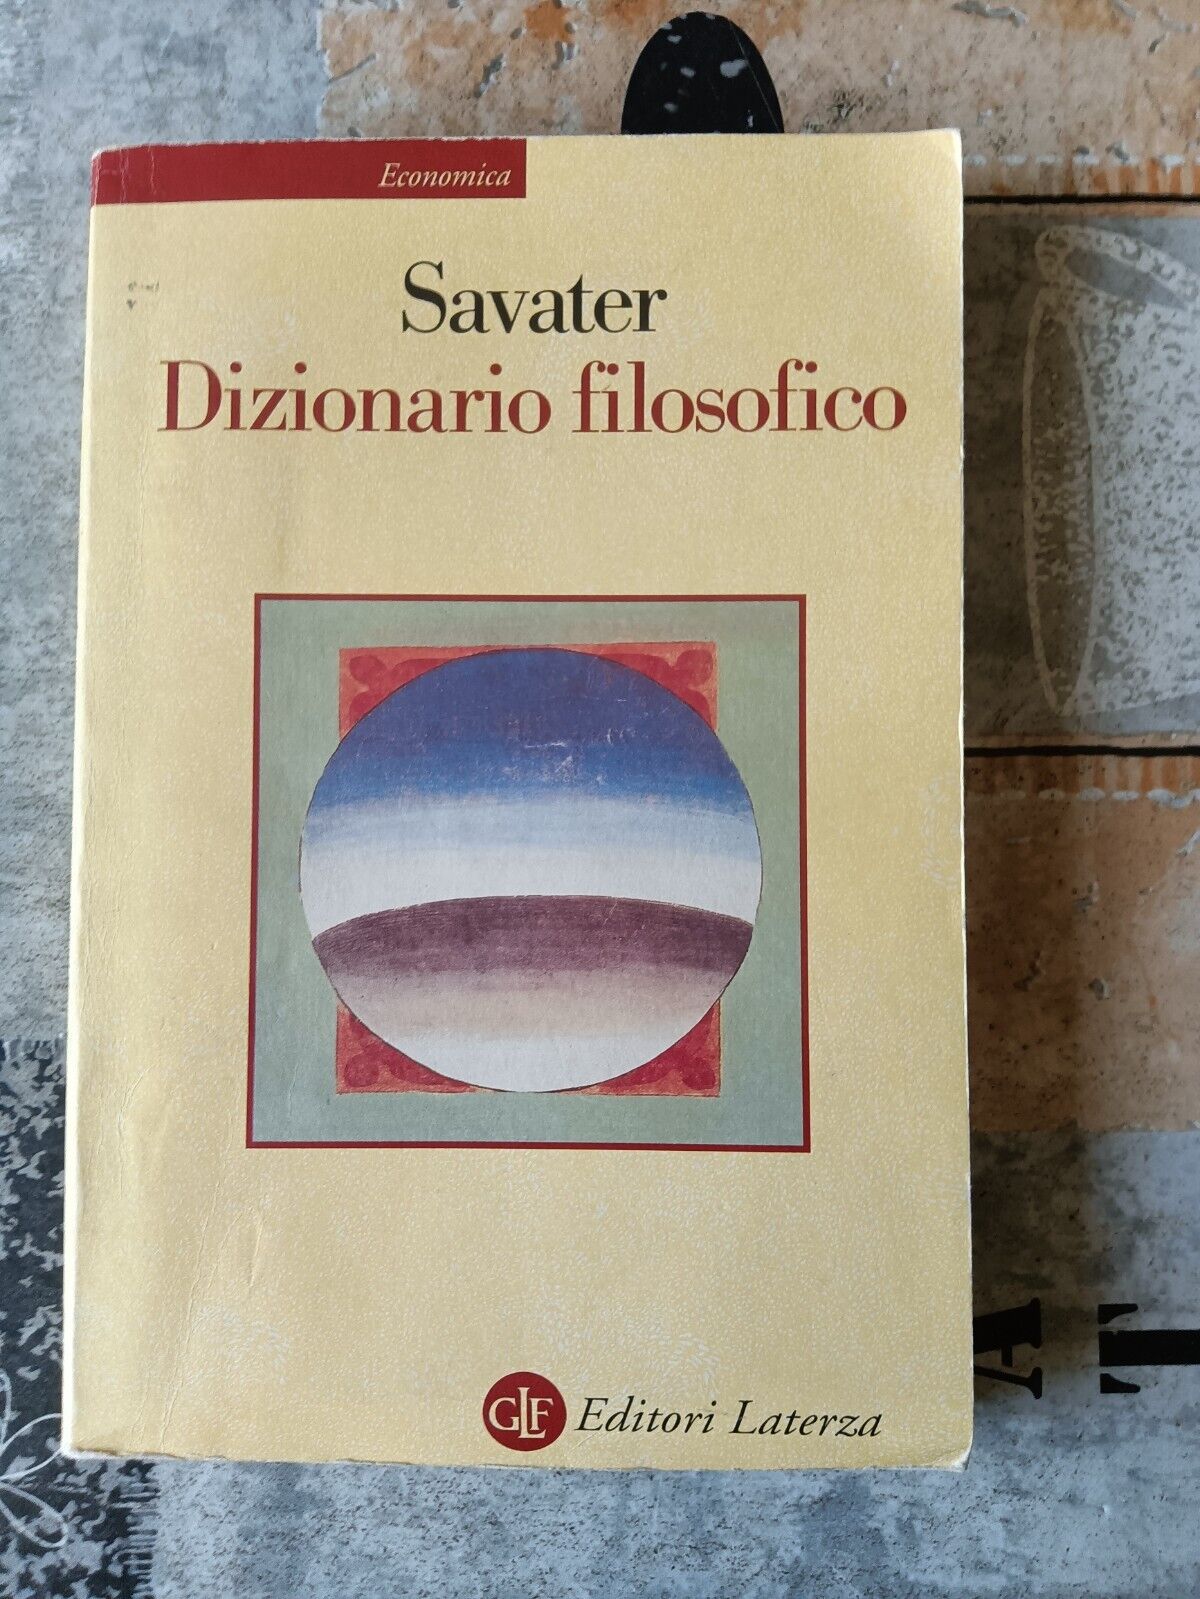 Economica
Savater
Dizionario filosofico
GLF Editori Laterza
A T